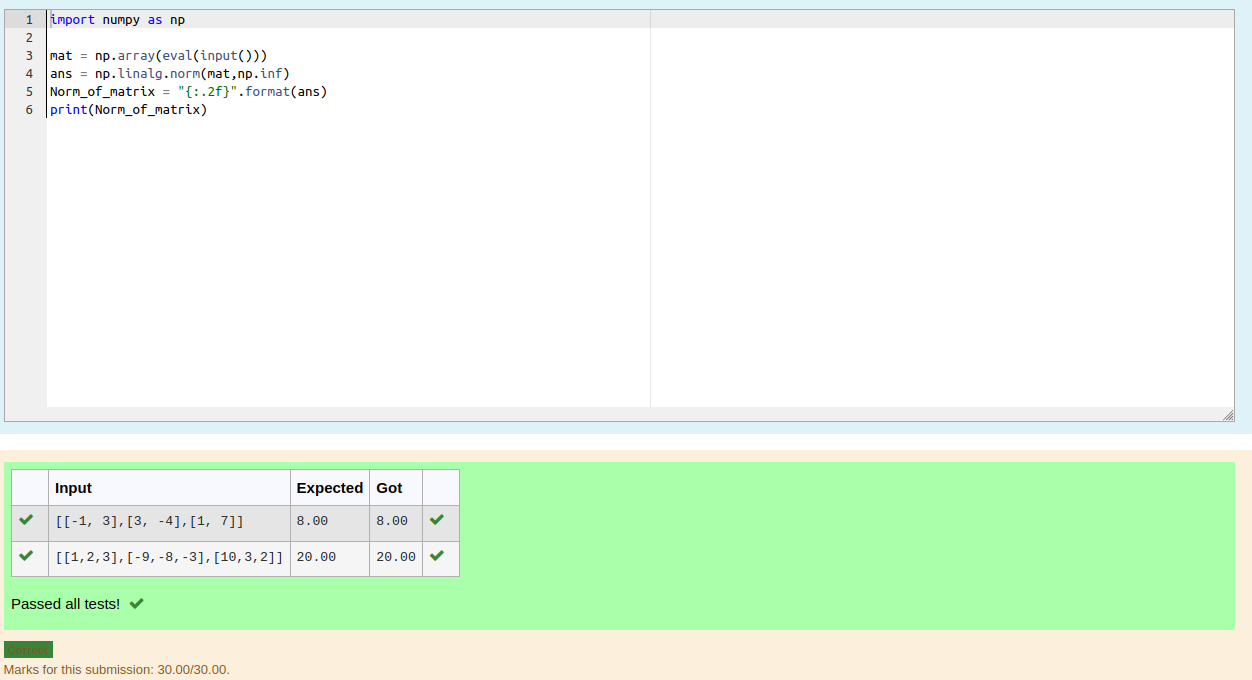 1 import numpy as np
2
3 mat = np.array(eval(input()))
4 ans = np.linalg.norm(mat,np.inf)
5 Norm_of_matrix = "{:.2f}".format(ans)
6 print(Norm_of_matrix)
Input Expected Got
[[-1, 3],[3, -4],[1, 7]] 8.00 8.00
[[1,2,3],[-9,-8,-3],[10,3,2]] 20.00 20.00
Passed all tests!
Correct
Marks for this submission: 30.00/30.00.